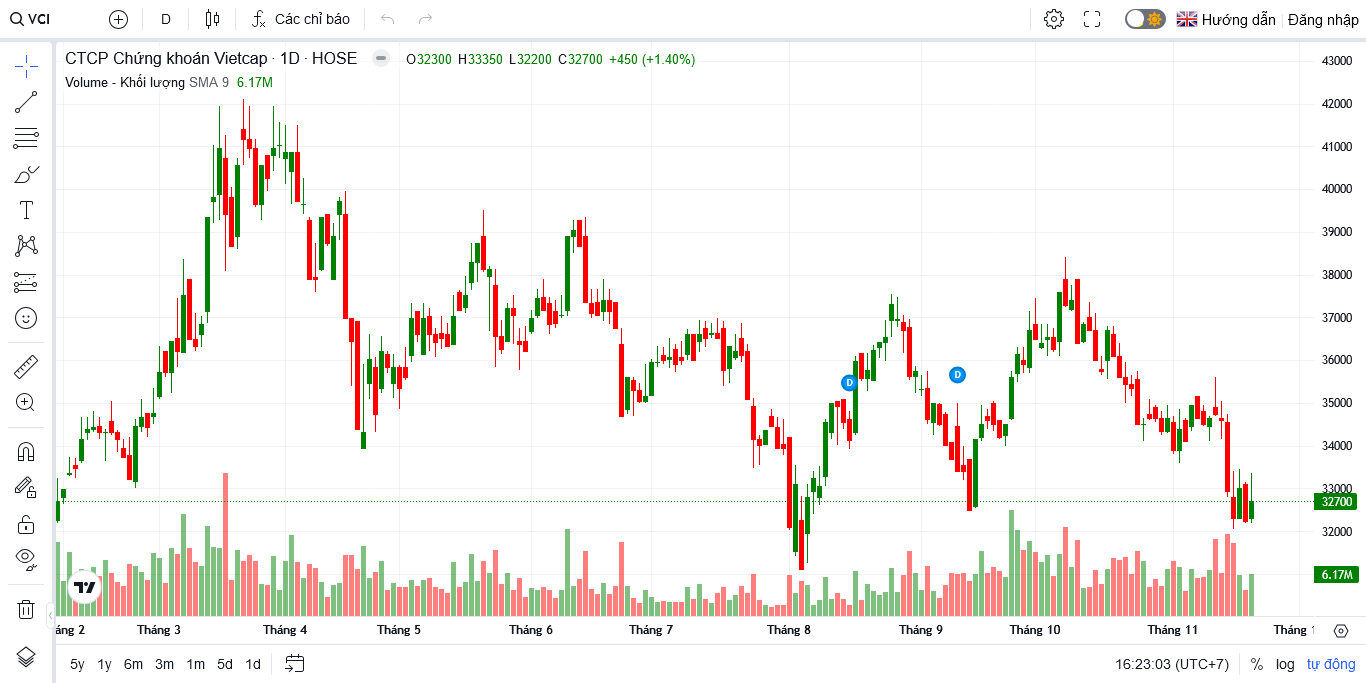 VCI D Các chỉ báo Hướng dẫn Đăng nhập
CTCP Chứng khoán Vietcap · 1D · HOSE O32300 H33350 L32200 C32700 +450 (+1.40%)
Volume - Khối lượng SMA 9 6.17M
43000
42000
41000
40000
39000
38000
37000
36000
35000
34000
33000
32700
32000
6.17M
D
D
áng 2 Tháng 3 Tháng 4 Tháng 5 Tháng 6 Tháng 7 Tháng 8 Tháng 9 Tháng 10 Tháng 11 Tháng 1
5y 1y 6m 3m 1m 5d 1d 16:23:03 (UTC+7) % log tự động